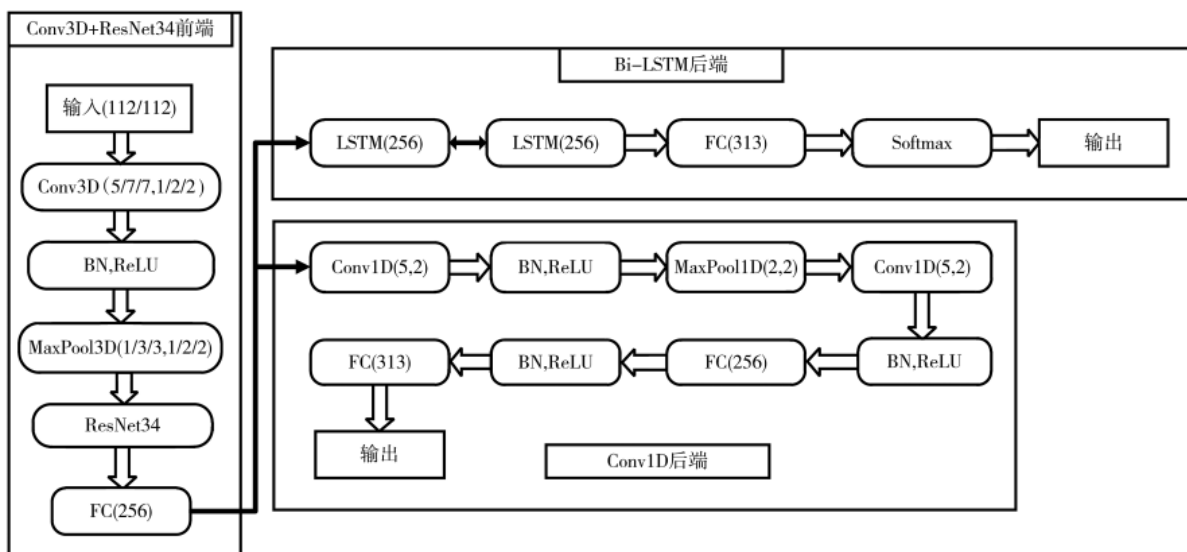 Conv3D+ResNet34前端
输入(112/112)
Conv3D(5/7/7,1/2/2)
BN,ReLU
MaxPool3D(1/3/3,1/2/2)
ResNet34
FC(256)
Bi-LSTM后端
LSTM(256)
LSTM(256)
FC(313)
Softmax
输出
Conv1D(5,2)
BN,ReLU
MaxPool1D(2,2)
Conv1D(5,2)
BN,ReLU
FC(256)
BN,ReLU
FC(313)
输出
Conv1D后端